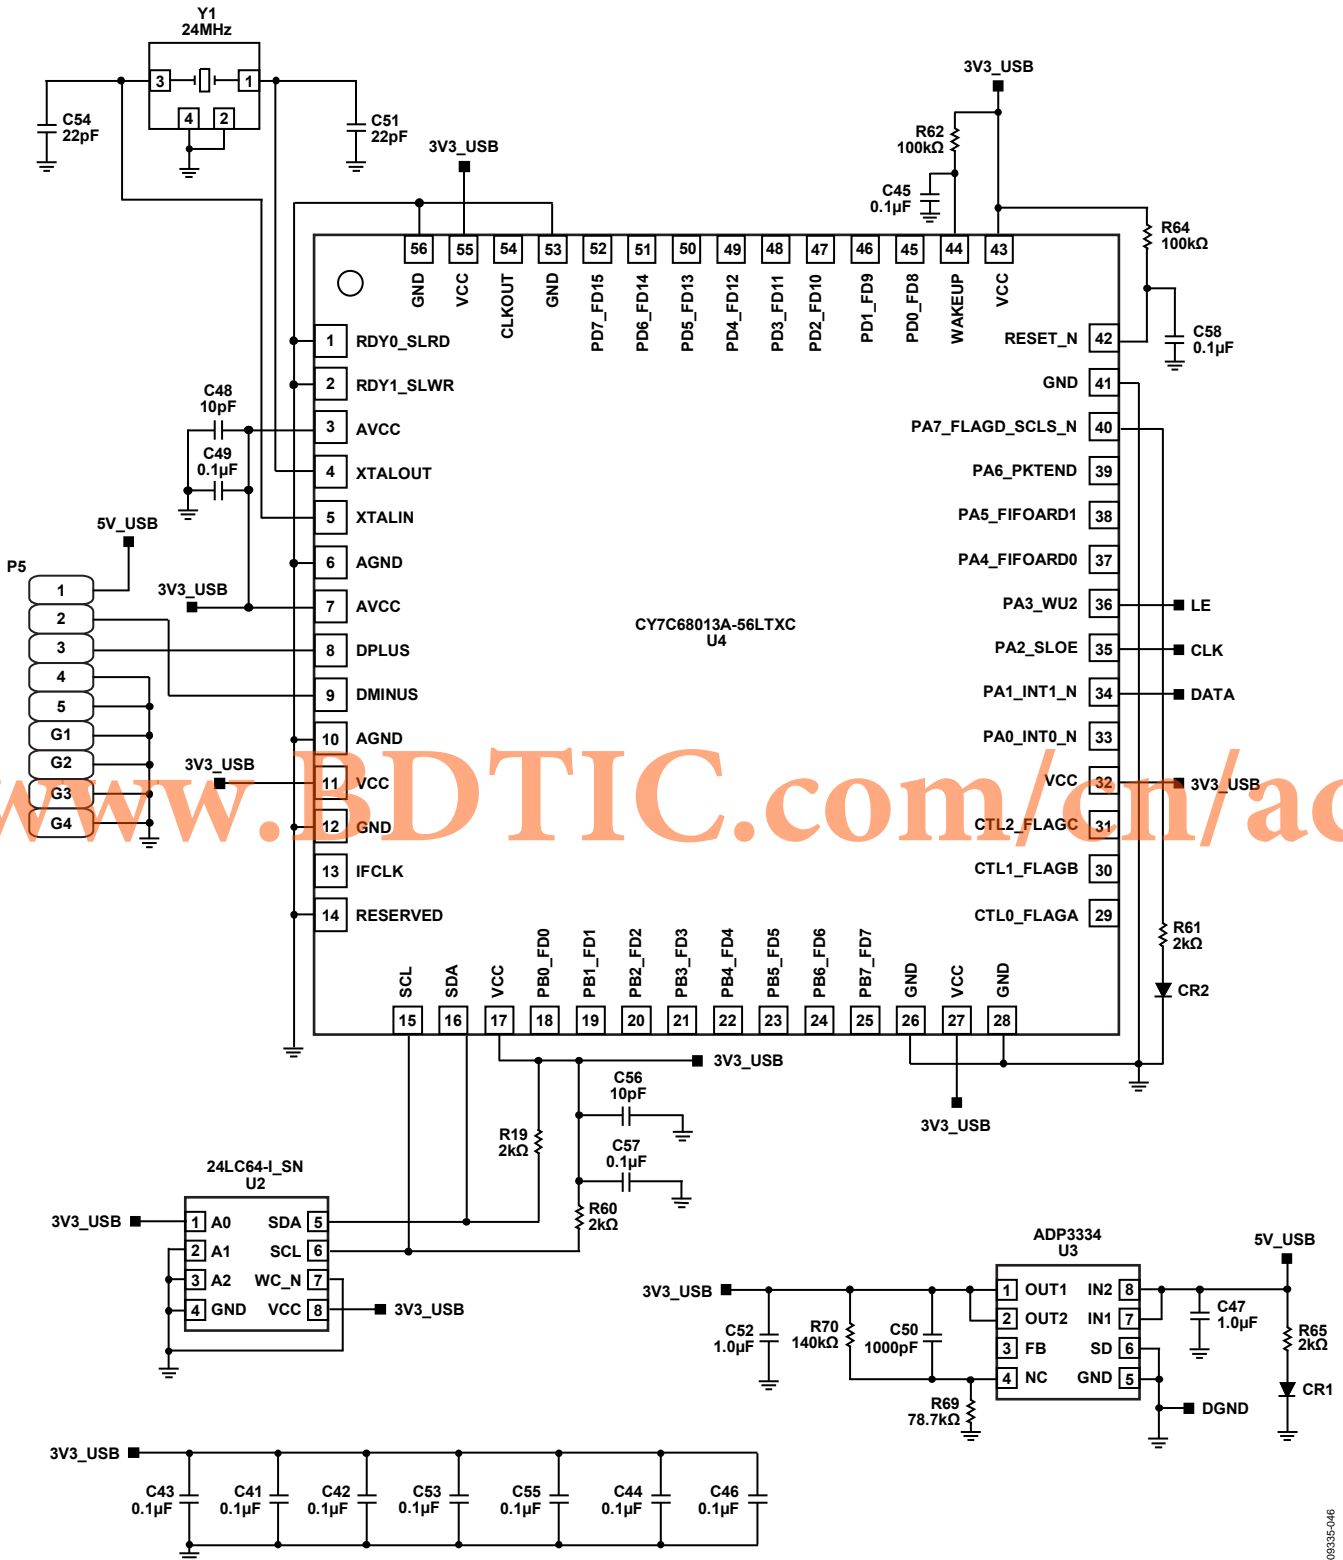 Y1
24MHz
3
1
4
2
C54
22pF
C51
22pF
3V3_USB
3V3_USB
R62
100kΩ
C45
0.1µF
R64
100kΩ
C58
0.1µF
56
55
54
53
52
51
50
49
48
47
46
45
44
43
GND
VCC
CLKOUT
GND
PD7_FD15
PD6_FD14
PD5_FD13
PD4_FD12
PD3_FD11
PD2_FD10
PD1_FD9
PD0_FD8
WAKEUP
VCC
1 RDY0_SLRD
2 RDY1_SLWR
3 AVCC
4 XTALOUT
5 XTALIN
6 AGND
7 AVCC
8 DPLUS
9 DMINUS
10 AGND
11 VCC
12 GND
13 IFCLK
14 RESERVED
C48
10pF
C49
0.1µF
5V_USB
3V3_USB
3V3_USB
P5
1
2
3
4
5
G1
G2
G3
G4
CY7C68013A-56LTXC
U4
RESET_N 42
GND 41
PA7_FLAGD_SCLS_N 40
PA6_PKTEND 39
PA5_FIFOARD1 38
PA4_FIFOARD0 37
PA3_WU2 36 LE
PA2_SLOE 35 CLK
PA1_INT1_N 34 DATA
PA0_INT0_N 33
VCC 32 3V3_USB
CTL2_FLAGC 31
CTL1_FLAGB 30
CTL0_FLAGA 29
www.BDTIC.com/cn/ad
R61
2kΩ
CR2
SCL
SDA
VCC
PB0_FD0
PB1_FD1
PB2_FD2
PB3_FD3
PB4_FD4
PB5_FD5
PB6_FD6
PB7_FD7
GND
VCC
GND
15
16
17
18
19
20
21
22
23
24
25
26
27
28
3V3_USB
3V3_USB
C56
10pF
C57
0.1µF
R19
2kΩ
R60
2kΩ
24LC64-I_SN
U2
3V3_USB
1 A0
2 A1
3 A2
4 GND
SDA 5
SCL 6
WC_N 7
VCC 8
3V3_USB
ADP3334
U3
3V3_USB
5V_USB
1 OUT1
2 OUT2
3 FB
4 NC
IN2 8
IN1 7
SD 6
GND 5
C52
1.0µF
R70
140kΩ
C50
1000pF
R69
78.7kΩ
C47
1.0µF
R65
2kΩ
CR1
DGND
3V3_USB
C43
0.1µF
C41
0.1µF
C42
0.1µF
C53
0.1µF
C55
0.1µF
C44
0.1µF
C46
0.1µF
09335-046